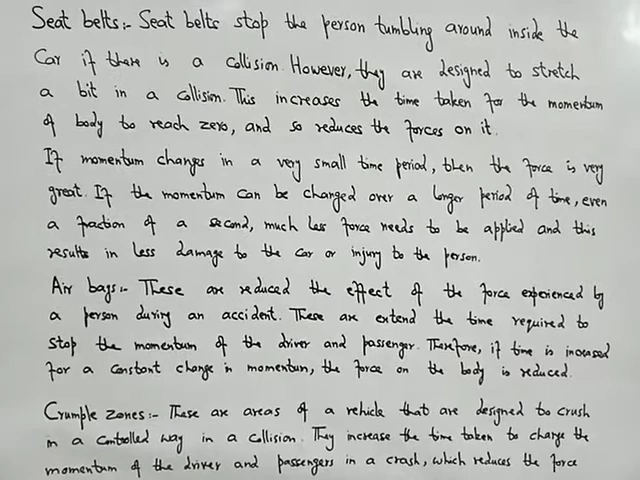 Seat belts:- Seat belts stop the person tumbling around inside the
Car if there is a collision. However, they are designed to stretch
a bit in a collision. This increases the time taken for the momentum
of body to reach zero, and so reduces the forces on it.
If momentum changes in a very small time period, then the force is very
great. If the momentum can be changed over a longer period of time, even
a fraction of a second, much less force needs to be applied and this
results in less damage to the car or injury to the person.
Air bags:- These are reduced the effect of the force experienced by
a person during an accident. These are extend the time required to
stop the momentum of the driver and passenger. Therefore, if time is increased
for a constant change in momentum, the force on the body is reduced.
Crumple zones:- These are areas of a vehicle that are designed to crush
in a controlled way in a collision. They increase the time taken to change the
momentum of the driver and passengers in a crash, which reduces the force